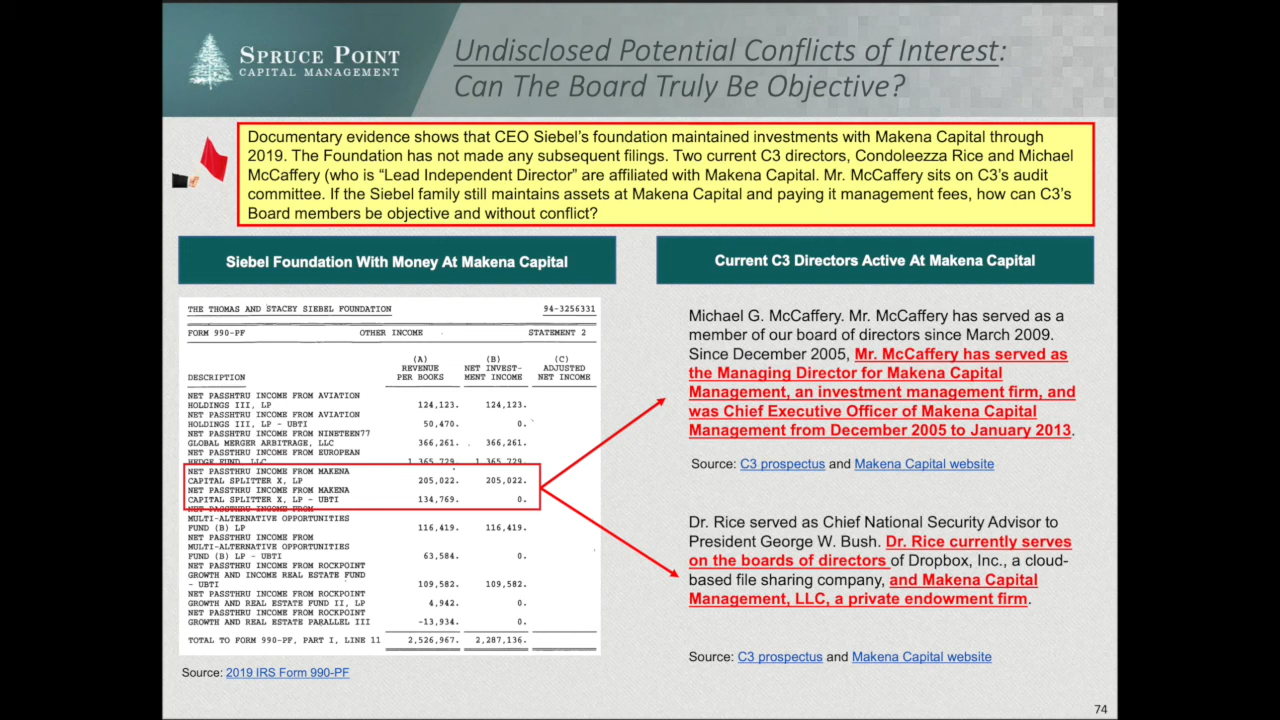 SPRUCE POINT
CAPITAL MANAGEMENT
Undisclosed Potential Conflicts of Interest:
Can The Board Truly Be Objective?
Documentary evidence shows that CEO Siebel's foundation maintained investments with Makena Capital through
2019. The Foundation has not made any subsequent filings. Two current C3 directors, Condoleezza Rice and Michael
McCaffery (who is "Lead Independent Director" are affiliated with Makena Capital. Mr. McCaffery sits on C3's audit
committee. If the Siebel family still maintains assets at Makena Capital and paying it management fees, how can C3's
Board members be objective and without conflict?
Siebel Foundation With Money At Makena Capital
THE THOMAS AND STACEY SIEBEL FOUNDATION 94-3256331
FORM 990-PF OTHER INCOME STATEMENT 2
(A) (B) (C)
REVENUE NET INVEST- ADJUSTED
DESCRIPTION PER BOOKS MENT INCOME NET INCOME
NET PASSTHRU INCOME FROM AVIATION
HOLDINGS III, LP 124,123. 124,123.
NET PASSTHRU INCOME FROM AVIATION
HOLDINGS III, LP - UBTI 50,470. 0.
NET PASSTHRU INCOME FROM NINETEEN77
GLOBAL MERGER ARBITRAGE, LLC 366,261. 366,261.
NET PASSTHRU INCOME FROM EUROPEAN
HEDGE FUND, LLC 1,365,729. 1,365,729.
NET PASSTHRU INCOME FROM MAKENA
CAPITAL SPLITTER X, LP 205,022. 205,022.
NET PASSTHRU INCOME FROM MAKENA
CAPITAL SPLITTER X, LP - UBTI 134,769. 0.
NET PASSTHRU INCOME FROM
MULTI-ALTERNATIVE OPPORTUNITIES
FUND (B) LP 116,419. 116,419.
NET PASSTHRU INCOME FROM
MULTI-ALTERNATIVE OPPORTUNITIES
FUND (B) LP - UBTI 63,584. 0.
NET PASSTHRU INCOME FROM ROCKPOINT
GROWTH AND INCOME REAL ESTATE FUND
- UBTI 109,582. 109,582.
NET PASSTHRU INCOME FROM ROCKPOINT
GROWTH AND REAL ESTATE FUND II, LP 4,942. 0.
NET PASSTHRU INCOME FROM ROCKPOINT
GROWTH AND REAL ESTATE PARALLEL III -13,934. 0.
TOTAL TO FORM 990-PF, PART I, LINE 11 2,526,967. 2,287,136.
Source: 2019 IRS Form 990-PF
Current C3 Directors Active At Makena Capital
Michael G. McCaffery. Mr. McCaffery has served as a
member of our board of directors since March 2009.
Since December 2005, Mr. McCaffery has served as
the Managing Director for Makena Capital
Management, an investment management firm, and
was Chief Executive Officer of Makena Capital
Management from December 2005 to January 2013.
Source: C3 prospectus and Makena Capital website
Dr. Rice served as Chief National Security Advisor to
President George W. Bush. Dr. Rice currently serves
on the boards of directors of Dropbox, Inc., a cloud-
based file sharing company, and Makena Capital
Management, LLC, a private endowment firm.
Source: C3 prospectus and Makena Capital website
74